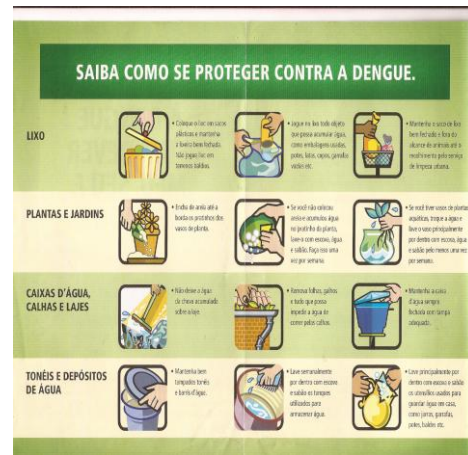 SAIBA COMO SE PROTEGER CONTRA A DENGUE.
LIXO
• Coloque o lixo em sacos
plásticos e mantenha
a lixeira bem fechada.
Não jogue lixo em
terrenos baldios.
• Jogue no lixo todo objeto
que possa acumular água,
como embalagens usadas,
potes, latas, copos, garrafas
vazias etc.
• Mantenha o saco de lixo
bem fechado e fora do
alcance de animais até o
recolhimento pelo serviço
de limpeza urbana.
PLANTAS E JARDINS
• Encha de areia até a
borda os pratinhos dos
vasos de planta.
• Se você não colocou
areia e acumulou água
no pratinho da planta,
lave-o com escova, água
e sabão. Faça isso uma
vez por semana.
• Se você tiver vasos de plantas
aquáticas, troque a água e
lave o vaso principalmente
por dentro com escova, água
e sabão pelo menos uma vez
por semana.
CAIXAS D'ÁGUA,
CALHAS E LAJES
• Não deixe a água
da chuva acumulada
sobre a laje.
• Remova folhas, galhos
e tudo que possa
impedir a água de
correr pelas calhas.
• Mantenha a caixa
d'água sempre
fechada com tampa
adequada.
TONÉIS E DEPÓSITOS
DE ÁGUA
• Mantenha bem
tampados tonéis
e barris d'água.
• Lave semanalmente
por dentro com escova
e sabão os tanques
utilizados para
armazenar água.
• Lave principalmente por
dentro com escova e sabão
os utensílios usados para
guardar água em casa,
como jarras, garrafas,
potes, baldes etc.